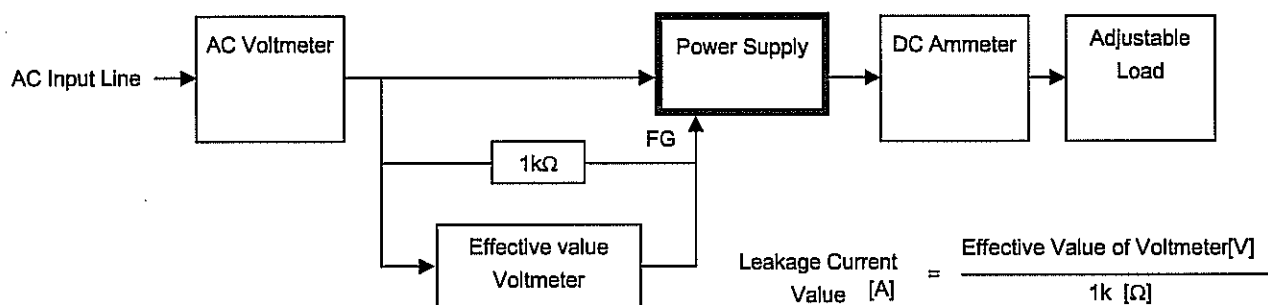 AC Input Line
AC Voltmeter
Power Supply
DC Ammeter
Adjustable
Load
FG
1kΩ
Effective value
Voltmeter
Leakage Current
Value [A]
=
Effective Value of Voltmeter[V]
1k [Ω]